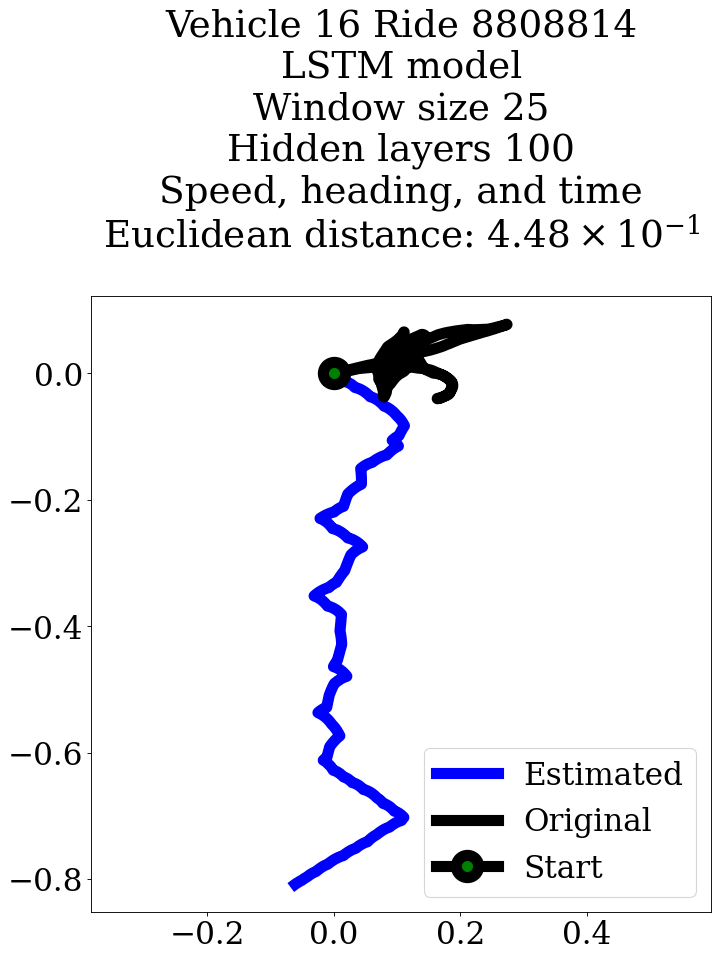 Vehicle 16 Ride 8808814
LSTM model
Window size 25
Hidden layers 100
Speed, heading, and time
Euclidean distance: 4.48 × 10⁻¹
0.0
−0.2
−0.4
−0.6
−0.8
Estimated
Original
Start
−0.2 0.0 0.2 0.4